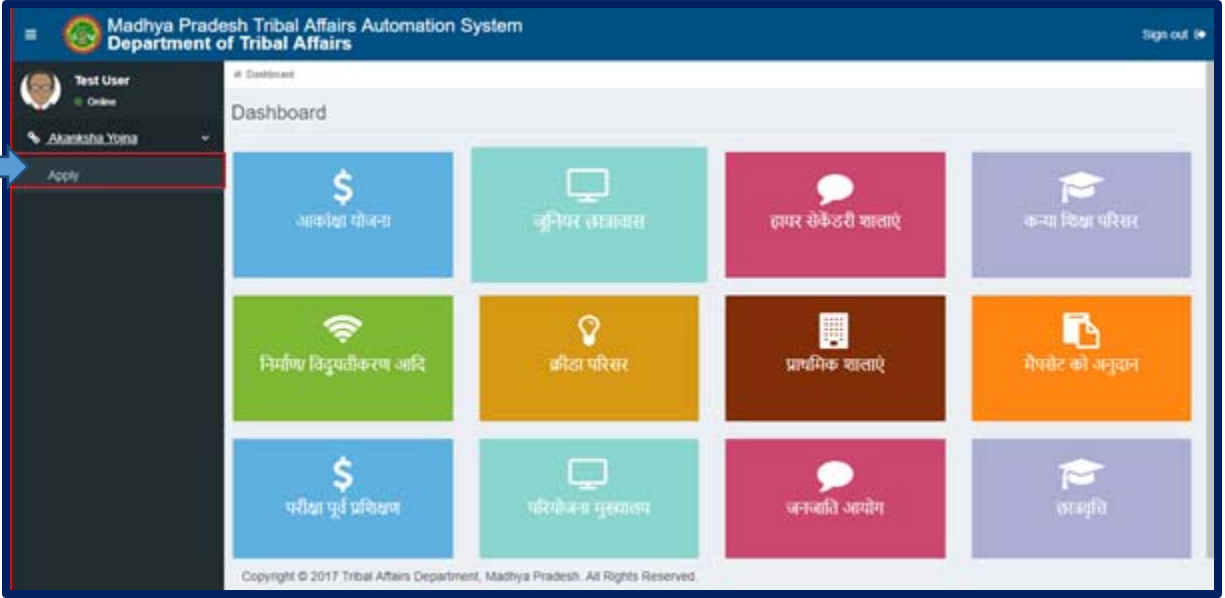 Madhya Pradesh Tribal Affairs Automation System
Department of Tribal Affairs
Sign out
Test User
Online
Dashboard
Dashboard
Akanksha Yojna
Apply
आकांक्षा योजना
जूनियर छात्रावास
हायर सेकेंडरी शालाएं
कन्या शिक्षा परिसर
निर्माण/ विद्युतीकरण आदि
क्रीडा परिसर
प्राथमिक शालाएं
मैपसेट को अनुदान
परीक्षा पूर्व प्रशिक्षण
परियोजना मुख्यालय
जनजाति आयोग
छात्रवृत्ति
Copyright © 2017 Tribal Affairs Department, Madhya Pradesh. All Rights Reserved.